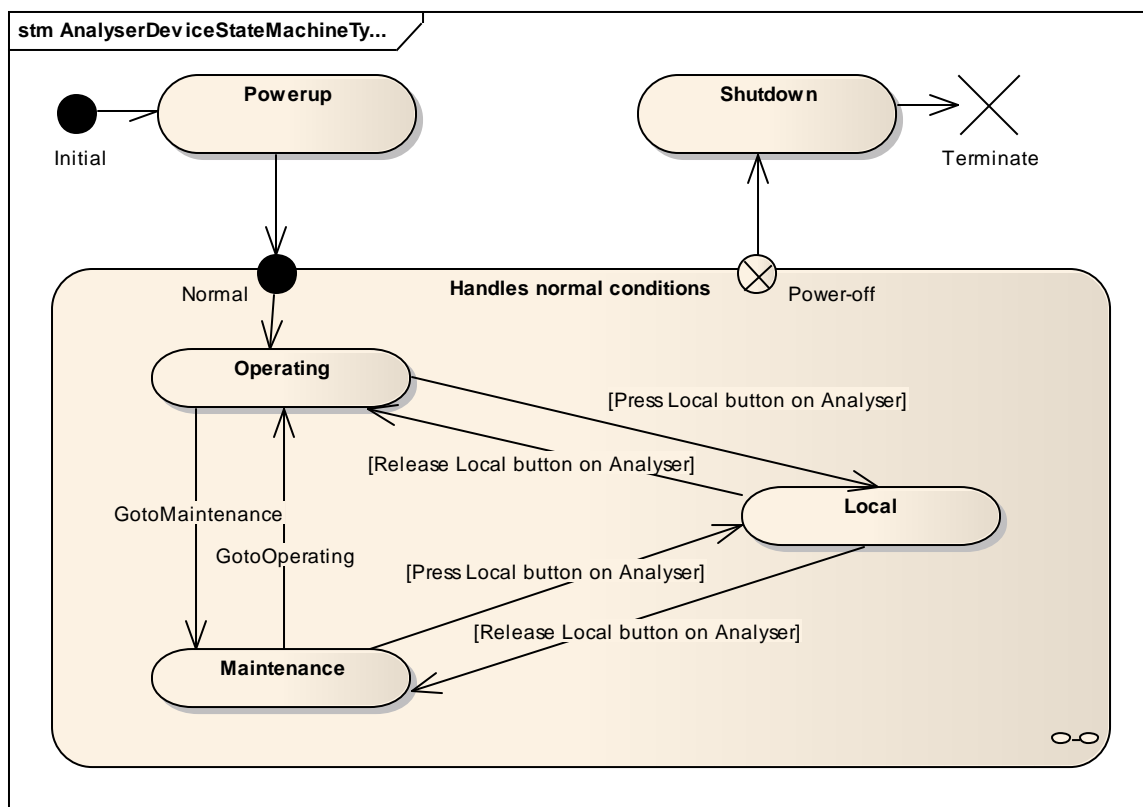 stm AnalyserDeviceStateMachineTy...
Powerup
Shutdown
Initial
Terminate
Normal
Handles normal conditions
Power-off
Operating
[Press Local button on Analyser]
[Release Local button on Analyser]
Local
GotoMaintenance
GotoOperating
[Press Local button on Analyser]
[Release Local button on Analyser]
Maintenance